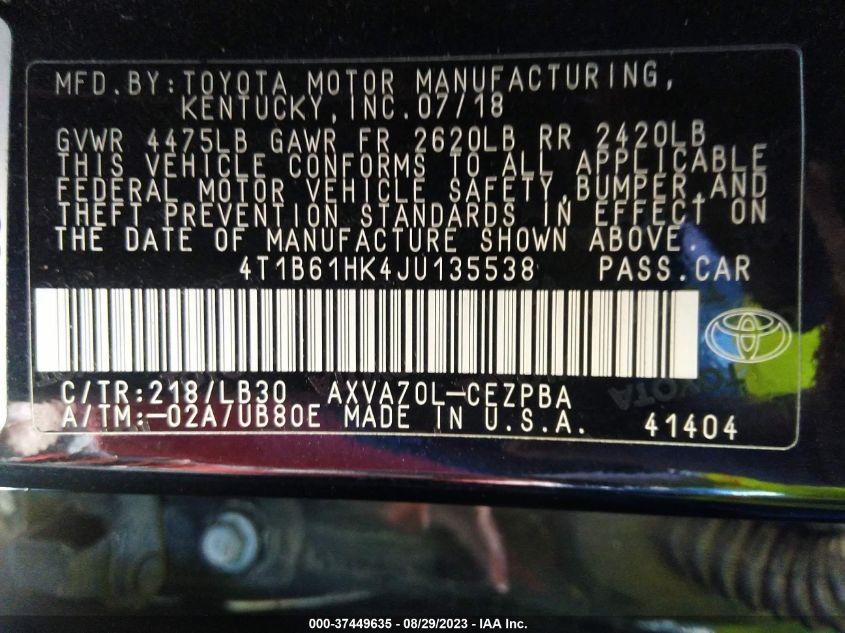 MFD.BY:TOYOTA MOTOR MANUFACTURING,
KENTUCKY,INC.07/18
GVWR 4475LB GAWR FR 2620LB RR 2420LB
THIS VEHICLE CONFORMS TO ALL APPLICABLE
FEDERAL MOTOR VEHICLE SAFETY,BUMPER,AND
THEFT PREVENTION STANDARDS IN EFFECT ON
THE DATE OF MANUFACTURE SHOWN ABOVE.
4T1B61HK4JU135538 PASS.CAR
C/TR:218/LB30 AXVA70L-CEZPBA
A/TM:-02A/UB80E MADE IN U.S.A. 41404
TOYOTA
000-37449635 - 08/29/2023 - IAA Inc.